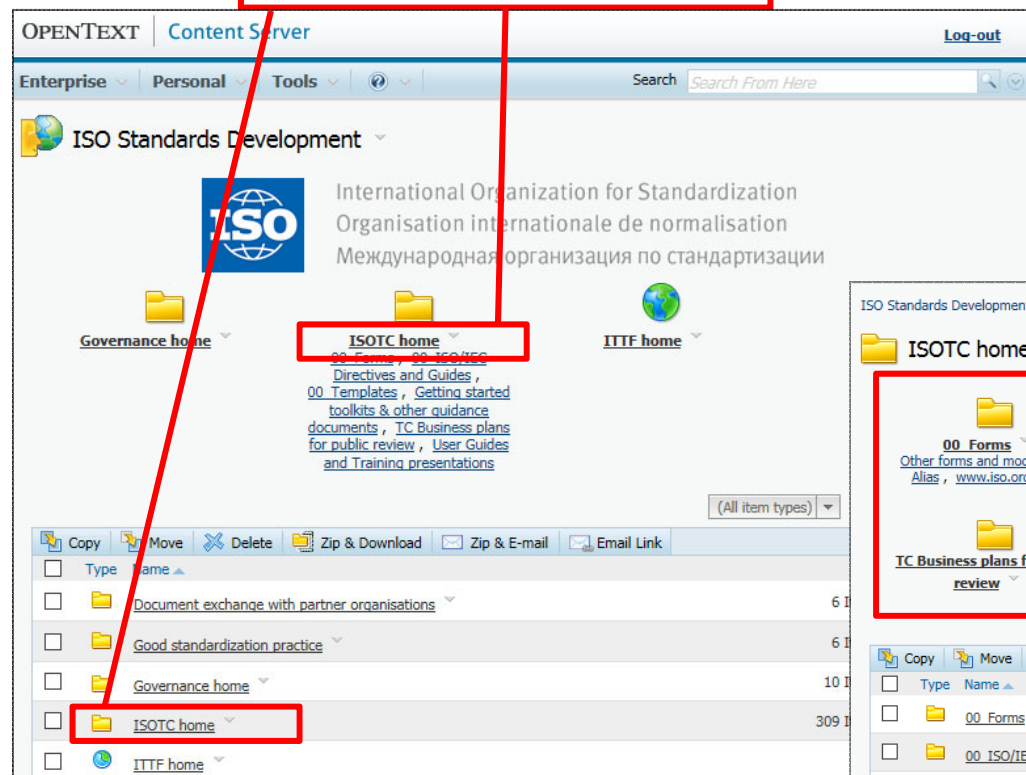 OPENTEXT | Content Server
Log-out
Enterprise Personal Tools
Search Search From Here
ISO Standards Development
ISO
International Organization for Standardization
Organisation internationale de normalisation
Международная организация по стандартизации
Governance home
ISOTC home
ITTF home
00 Forms , 00 ISO/IEC
Directives and Guides ,
00 Templates , Getting started
toolkits & other guidance
documents , TC Business plans
for public review , User Guides
and Training presentations
(All item types)
Copy Move Delete Zip & Download Zip & E-mail Email Link
Type Name
Document exchange with partner organisations 6
Good standardization practice 6
Governance home 10
ISOTC home 309
ITTF home
ISO Standards Development
ISOTC home
00 Forms
Other forms and
Alias , www.iso.org
TC Business plans
review
Copy Move
Type Name
00 Forms
00 ISO/IE